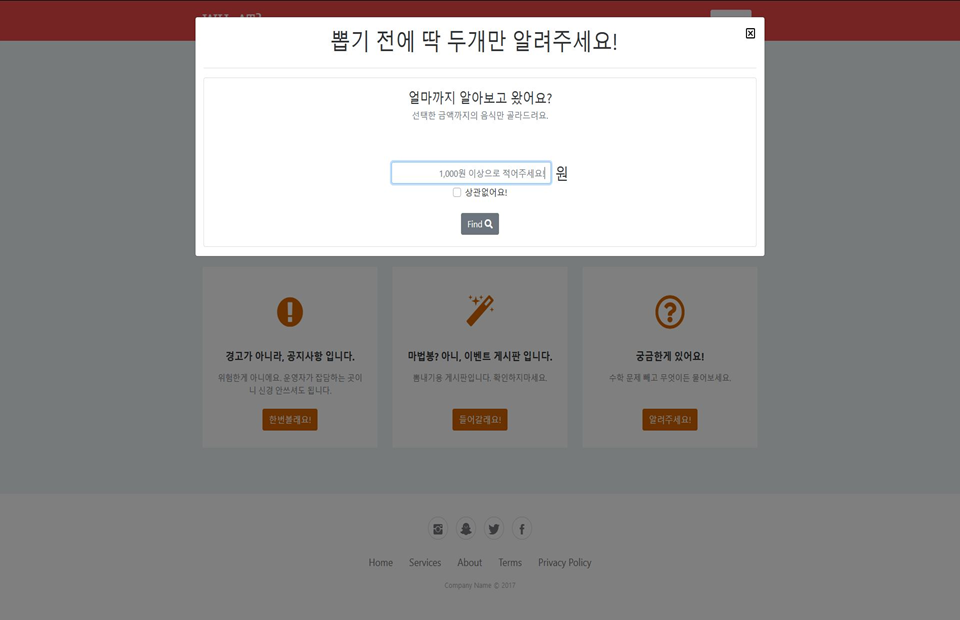 뽑기 전에 딱 두개만 알려주세요!
얼마까지 알아보고 왔어요?
선택한 금액까지의 음식만 골라드려요.
1,000원 이상으로 적어주세요! 원
상관없어요!
Find
경고가 아니라, 공지사항 입니다.
위험한게 아니에요. 운영자가 잡담하는 곳이
니 신경 안쓰셔도 됩니다.
한번볼래요!
마법봉? 아니, 이벤트 게시판 입니다.
뽐내기용 게시판입니다. 확인하지마세요.
들어갈래요!
궁금한게 있어요!
수학 문제 빼고 무엇이든 물어보세요.
알려주세요!
Home Services About Terms Privacy Policy
Company Name © 2017